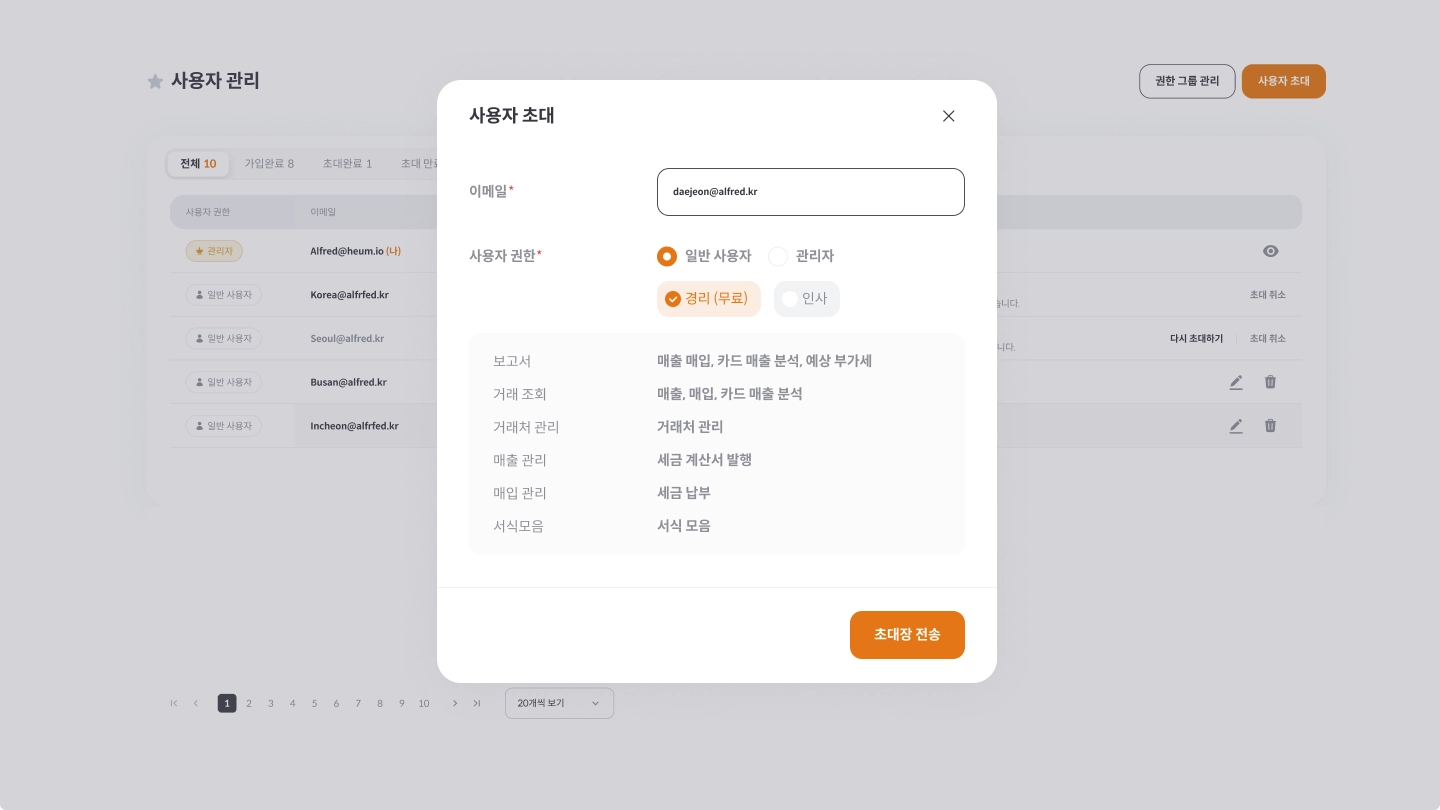 사용자 관리
권한 그룹 관리
사용자 초대
전체 10
가입완료 8
초대완료 1
초대
사용자 권한
이메일
관리자
Alfred@heum.io (나)
일반 사용자
Korea@alfrfed.kr
습니다.
초대 취소
일반 사용자
Seoul@alfred.kr
니다.
다시 초대하기
초대 취소
일반 사용자
Busan@alfred.kr
일반 사용자
Incheon@alfrfed.kr
1 2 3 4 5 6 7 8 9 10
20개씩 보기
사용자 초대
이메일*
daejeon@alfred.kr
사용자 권한*
일반 사용자
관리자
경리 (무료)
인사
보고서
매출 매입, 카드 매출 분석, 예상 부가세
거래 조회
매출, 매입, 카드 매출 분석
거래처 관리
거래처 관리
매출 관리
세금 계산서 발행
매입 관리
세금 납부
서식모음
서식 모음
초대장 전송